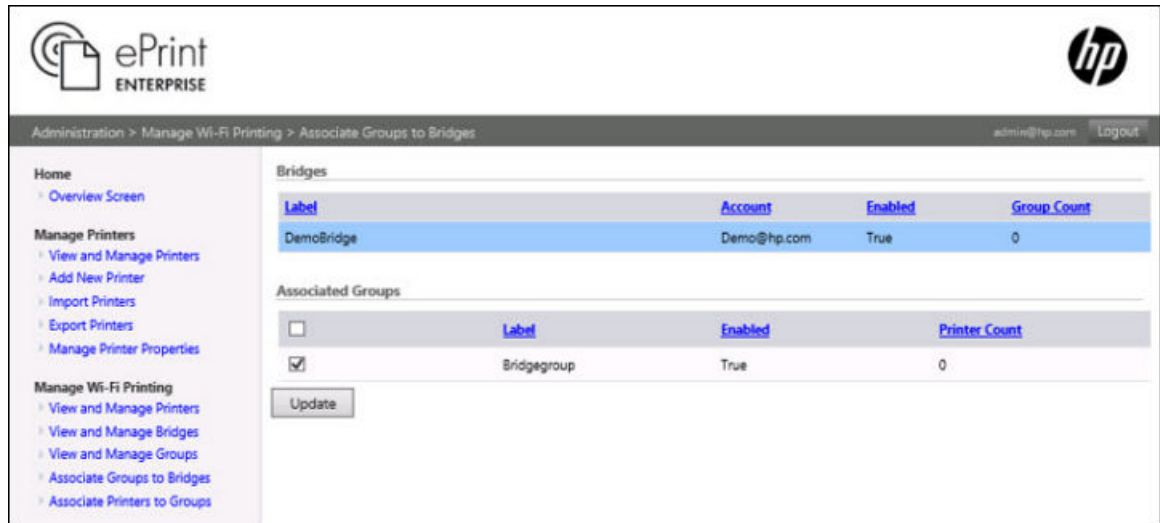 ePrint
ENTERPRISE
hp
Administration > Manage Wi-Fi Printing > Associate Groups to Bridges
admin@hp.com Logout
Home
Overview Screen
Manage Printers
View and Manage Printers
Add New Printer
Import Printers
Export Printers
Manage Printer Properties
Manage Wi-Fi Printing
View and Manage Printers
View and Manage Bridges
View and Manage Groups
Associate Groups to Bridges
Associate Printers to Groups
Bridges
Label Account Enabled Group Count
DemoBridge Demo@hp.com True 0
Associated Groups
Label Enabled Printer Count
Bridgegroup True 0
Update